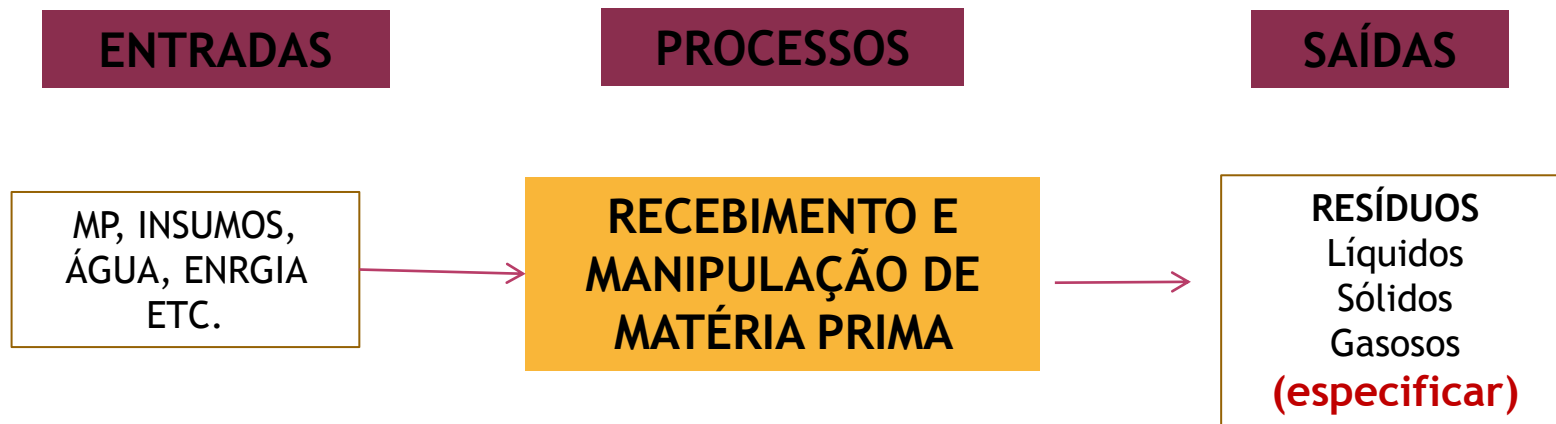 ENTRADAS
PROCESSOS
SAÍDAS
MP, INSUMOS,
ÁGUA, ENRGIA
ETC.
RECEBIMENTO E
MANIPULAÇÃO DE
MATÉRIA PRIMA
RESÍDUOS
Líquidos
Sólidos
Gasosos
(especificar)